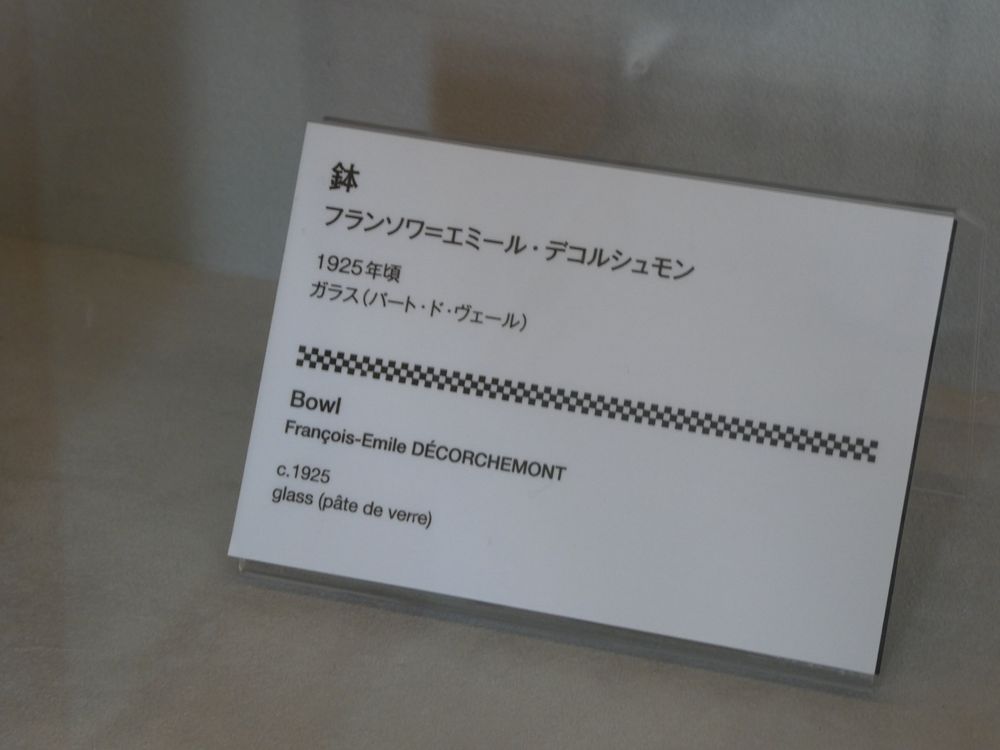 鉢
フランソワ=エミール・デコルシュモン
1925年頃
ガラス(パート・ド・ヴェール)
Bowl
François-Emile DÉCORCHEMONT
c.1925
glass (pâte de verre)